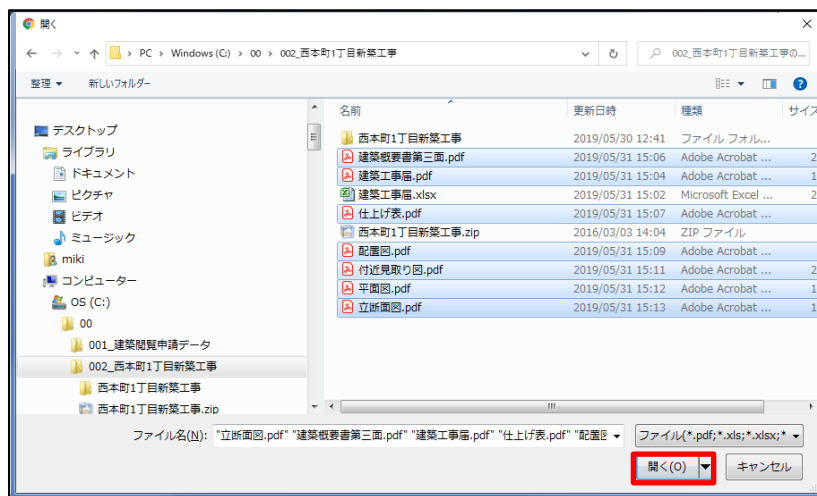 開く
PC › Windows (C:) › 00 › 002_西本町1丁目新築工事
002_西本町1丁目新築工事の...
整理 新しいフォルダー
名前 更新日時 種類 サイズ
デスクトップ
ライブラリ
ドキュメント
ピクチャ
ビデオ
ミュージック
miki
コンピューター
OS (C:)
00
001_建築閲覧申請データ
002_西本町1丁目新築工事
西本町1丁目新築工事
西本町1丁目新築工事.zip
西本町1丁目新築工事 2019/05/30 12:41 ファイル フォル...
建築概要書第三面.pdf 2019/05/31 15:06 Adobe Acrobat ... 2
建築工事届.pdf 2019/05/31 15:04 Adobe Acrobat ... 1
建築工事届.xlsx 2019/05/31 15:02 Microsoft Excel ... 2
仕上げ表.pdf 2019/05/31 15:07 Adobe Acrobat ...
西本町1丁目新築工事.zip 2016/03/03 14:04 ZIP ファイル
配置図.pdf 2019/05/31 15:09 Adobe Acrobat ...
付近見取り図.pdf 2019/05/31 15:11 Adobe Acrobat ... 2
平面図.pdf 2019/05/31 15:12 Adobe Acrobat ... 1
立断面図.pdf 2019/05/31 15:13 Adobe Acrobat ... 1
ファイル名(N): "立断面図.pdf" "建築概要書第三面.pdf" "建築工事届.pdf" "仕上げ表.pdf" "配置図 ファイル(*.pdf;*.xls;*.xlsx;*
開く(O) キャンセル